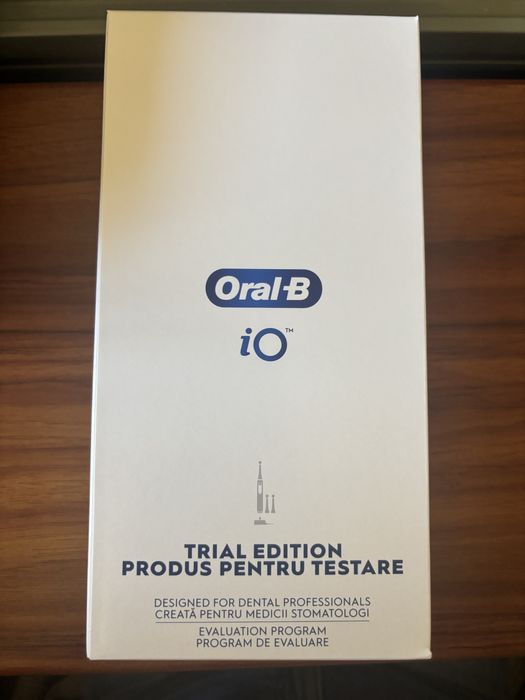 Oral-B
iO™
TRIAL EDITION
PRODUS PENTRU TESTARE
DESIGNED FOR DENTAL PROFESSIONALS
CREATĂ PENTRU MEDICII STOMATOLOGI
EVALUATION PROGRAM
PROGRAM DE EVALUARE